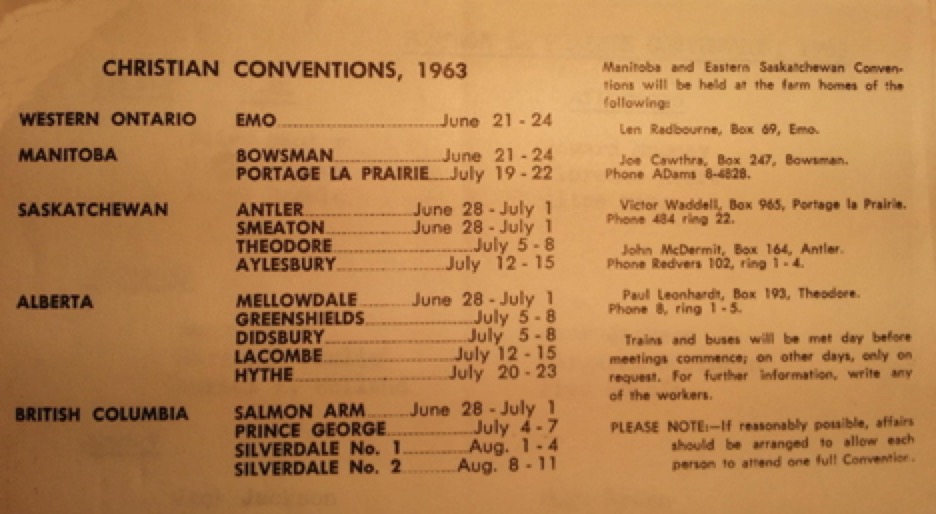 CHRISTIAN CONVENTIONS, 1963
WESTERN ONTARIO EMO June 21 - 24
MANITOBA BOWSMAN June 21 - 24
PORTAGE LA PRAIRIE July 19 - 22
SASKATCHEWAN ANTLER June 28 - July 1
SMEATON June 28 - July 1
THEODORE July 5 - 8
AYLESBURY July 12 - 15
ALBERTA MELLOWDALE June 28 - July 1
GREENSHIELDS July 5 - 8
DIDSBURY July 5 - 8
LACOMBE July 12 - 15
HYTHE July 20 - 23
BRITISH COLUMBIA SALMON ARM June 28 - July 1
PRINCE GEORGE July 4 - 7
SILVERDALE No. 1 Aug. 1 - 4
SILVERDALE No. 2 Aug. 8 - 11
Manitoba and Eastern Saskatchewan Conven-
tions will be held at the farm homes of the
following:
Len Radbourne, Box 69, Emo.
Joe Cawthra, Box 247, Bowsman.
Phone ADams 8-4828.
Victor Waddell, Box 965, Portage la Prairie.
Phone 484 ring 22.
John McDermit, Box 164, Antler.
Phone Redvers 102, ring 1 - 4.
Paul Leonhardt, Box 193, Theodore.
Phone 8, ring 1 - 5.
Trains and buses will be met day before
meetings commence; on other days, only on
request. For further information, write any
of the workers.
PLEASE NOTE:—If reasonably possible, affairs
should be arranged to allow each
person to attend one full Convention.